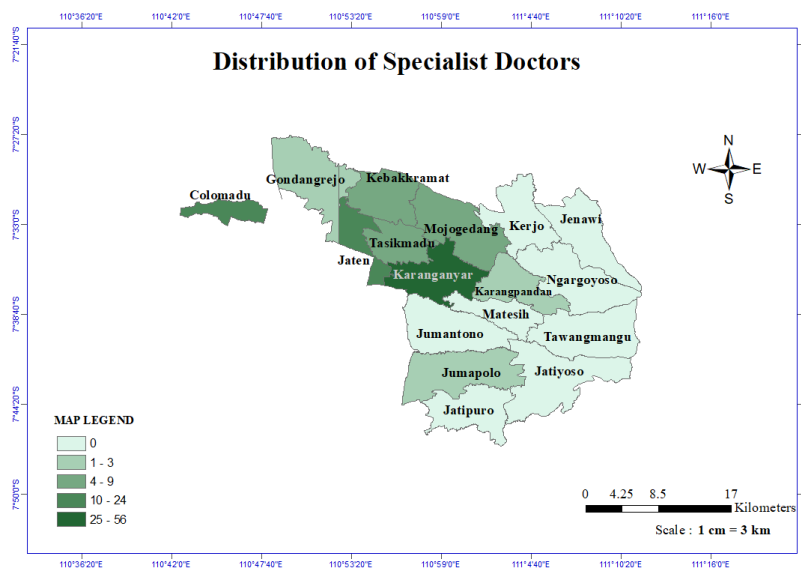 110°36'20"E 110°42'0"E 110°47'40"E 110°53'20"E 110°59'0"E 111°4'40"E 111°10'20"E 111°16'0"E
Distribution of Specialist Doctors
7°21'40"S
7°27'20"S
7°33'0"S
7°38'40"S
7°44'20"S
7°50'0"S
N
W E
S
Gondangrejo
Kebakkramat
Colomadu
Mojogedang
Kerjo
Jenawi
Tasikmadu
Jaten
Karanganyar
Karangpandan
Ngargoyoso
Matesih
Jumantono
Tawangmangu
Jumapolo
Jatiyoso
Jatipuro
MAP LEGEND
0
1 - 3
4 - 9
10 - 24
25 - 56
0 4.25 8.5 17
Kilometers
Scale : 1 cm = 3 km
110°36'20"E 110°42'0"E 110°47'40"E 110°53'20"E 110°59'0"E 111°4'40"E 111°10'20"E 111°16'0"E